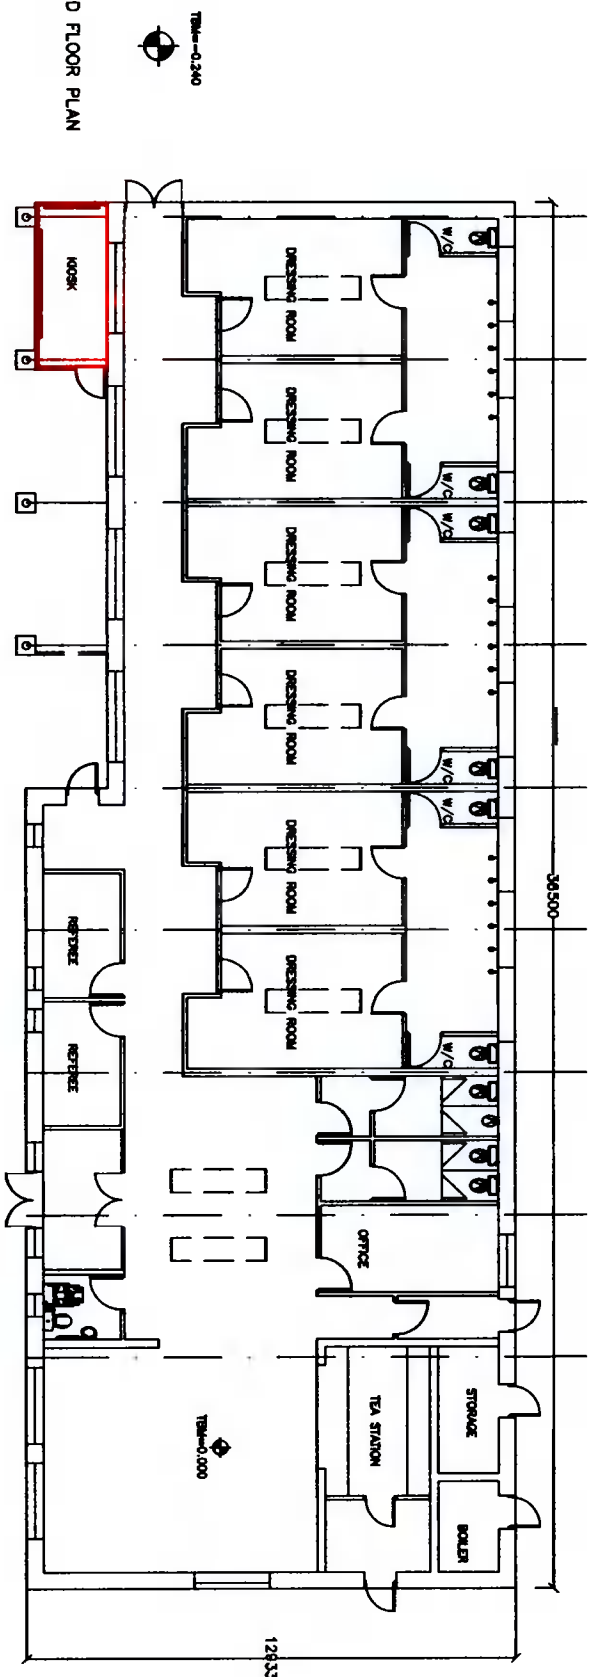 TBM=-0.240
D FLOOR PLAN
KIOSK
DRESSING ROOM
W/C
DRESSING ROOM
W/C
DRESSING ROOM
W/C
DRESSING ROOM
W/C
DRESSING ROOM
W/C
DRESSING ROOM
W/C
36500
REFEREE
REFEREE
OFFICE
TEA STATION
STORAGE
BOILER
TBM=0.000